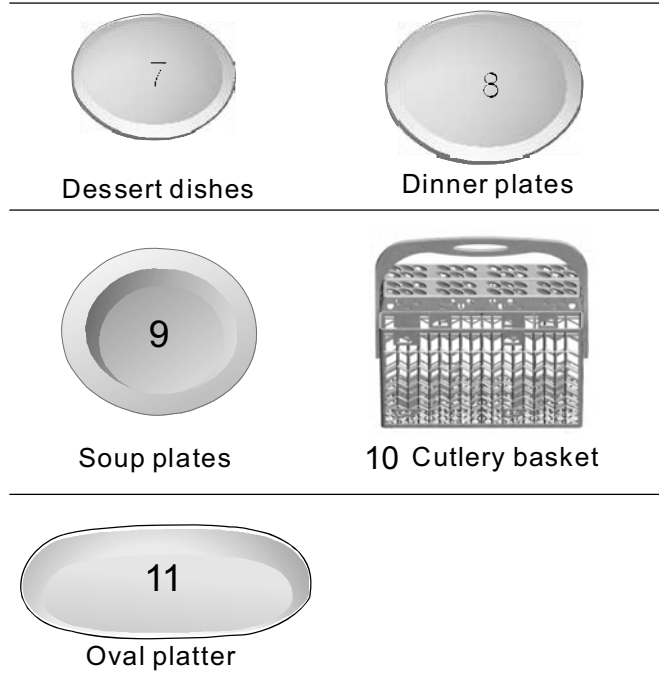 7
8
Dessert dishes
Dinner plates
9
Soup plates
10 Cutlery basket
11
Oval platter